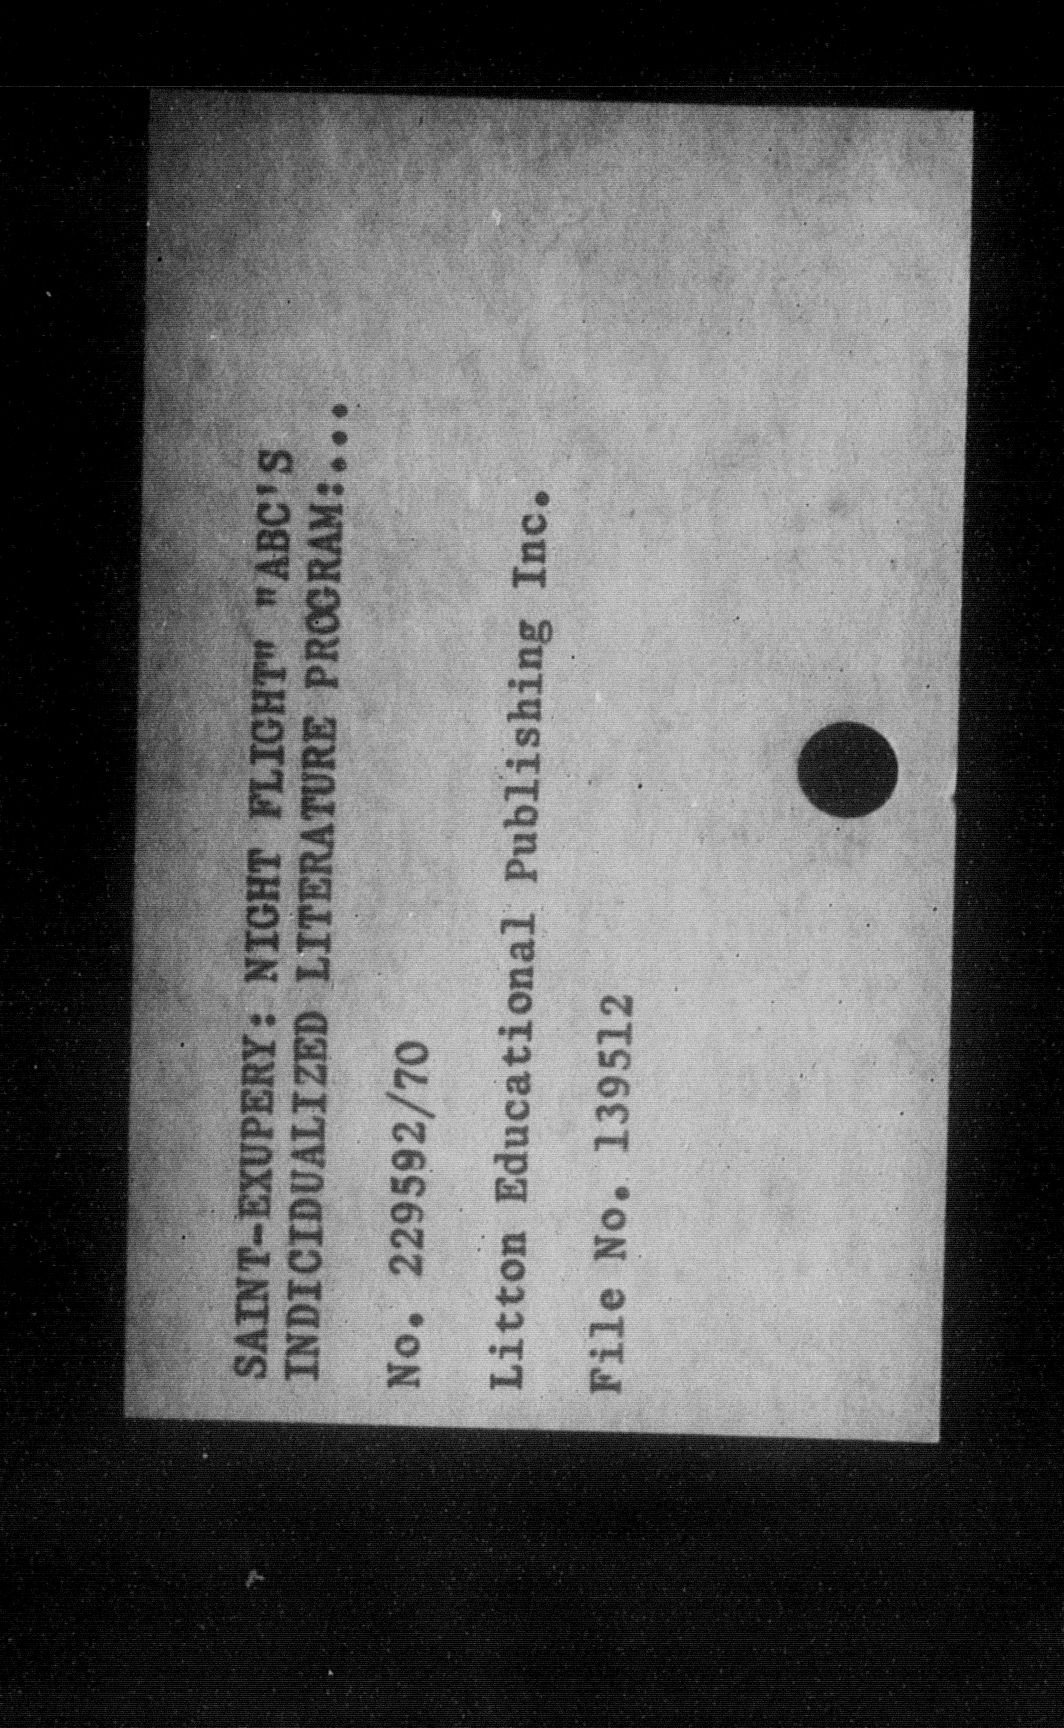 SAINT-EXUPERY: NIGHT FLIGHT" "ABC'S
INDICIDUALIZED LITERATURE PROGRAM:...
No. 229592/70
Litton Educational Publishing Inc.
File No. 139512